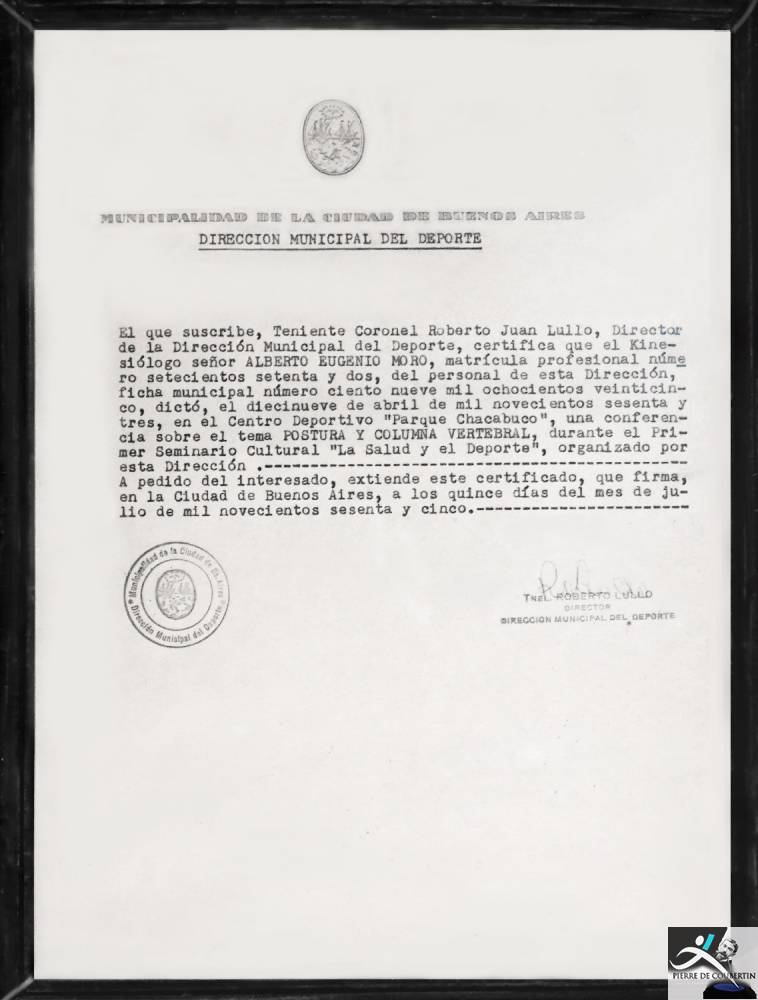 MUNICIPALIDAD DE LA CIUDAD DE BUENOS AIRES
DIRECCION MUNICIPAL DEL DEPORTE
El que suscribe, Teniente Coronel Roberto Juan Lullo, Director
de la Dirección Municipal del Deporte, certifica que el Kine-
siólogo señor ALBERTO EUGENIO MORO, matrícula profesional núme
ro setecientos setenta y dos, del personal de esta Dirección,
ficha municipal número ciento nueve mil ochocientos veinticin-
co, dictó, el diecinueve de abril de mil novecientos sesenta y
tres, en el Centro Deportivo "Parque Chacabuco", una conferen-
cia sobre el tema POSTURA Y COLUMNA VERTEBRAL, durante el Pri-
mer Seminario Cultural "La Salud y el Deporte", organizado por
esta Dirección .-----------------------------------------------
A pedido del interesado, extiende este certificado, que firma,
en la Ciudad de Buenos Aires, a los quince días del mes de ju-
lio de mil novecientos sesenta y cinco.-----------------------
Municipalidad de la Ciudad de Bs. Aires
Dirección Municipal del Deporte
TNEL. ROBERTO LULLO
DIRECTOR
DIRECCION MUNICIPAL DEL DEPORTE
PIERRE DE COUBERTIN